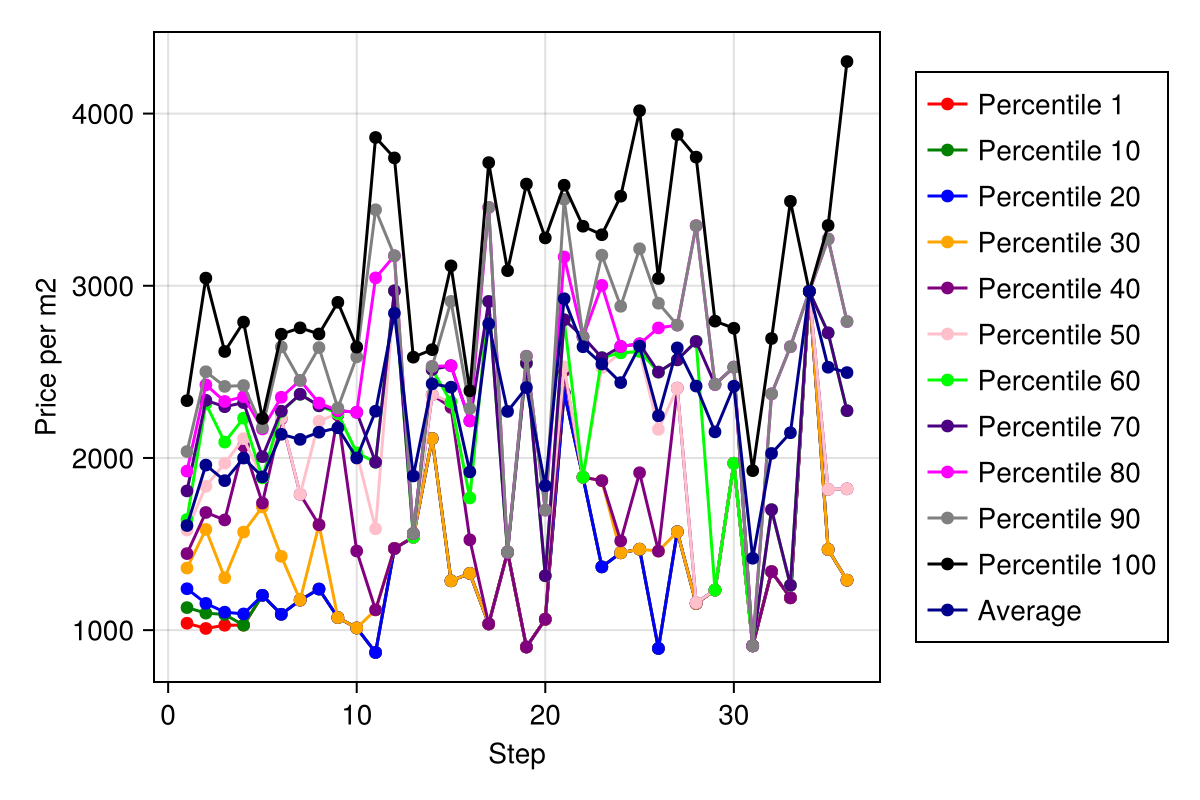 4000
3000
2000
1000
Price per m2
0
10
20
30
Step
Percentile 1
Percentile 10
Percentile 20
Percentile 30
Percentile 40
Percentile 50
Percentile 60
Percentile 70
Percentile 80
Percentile 90
Percentile 100
Average